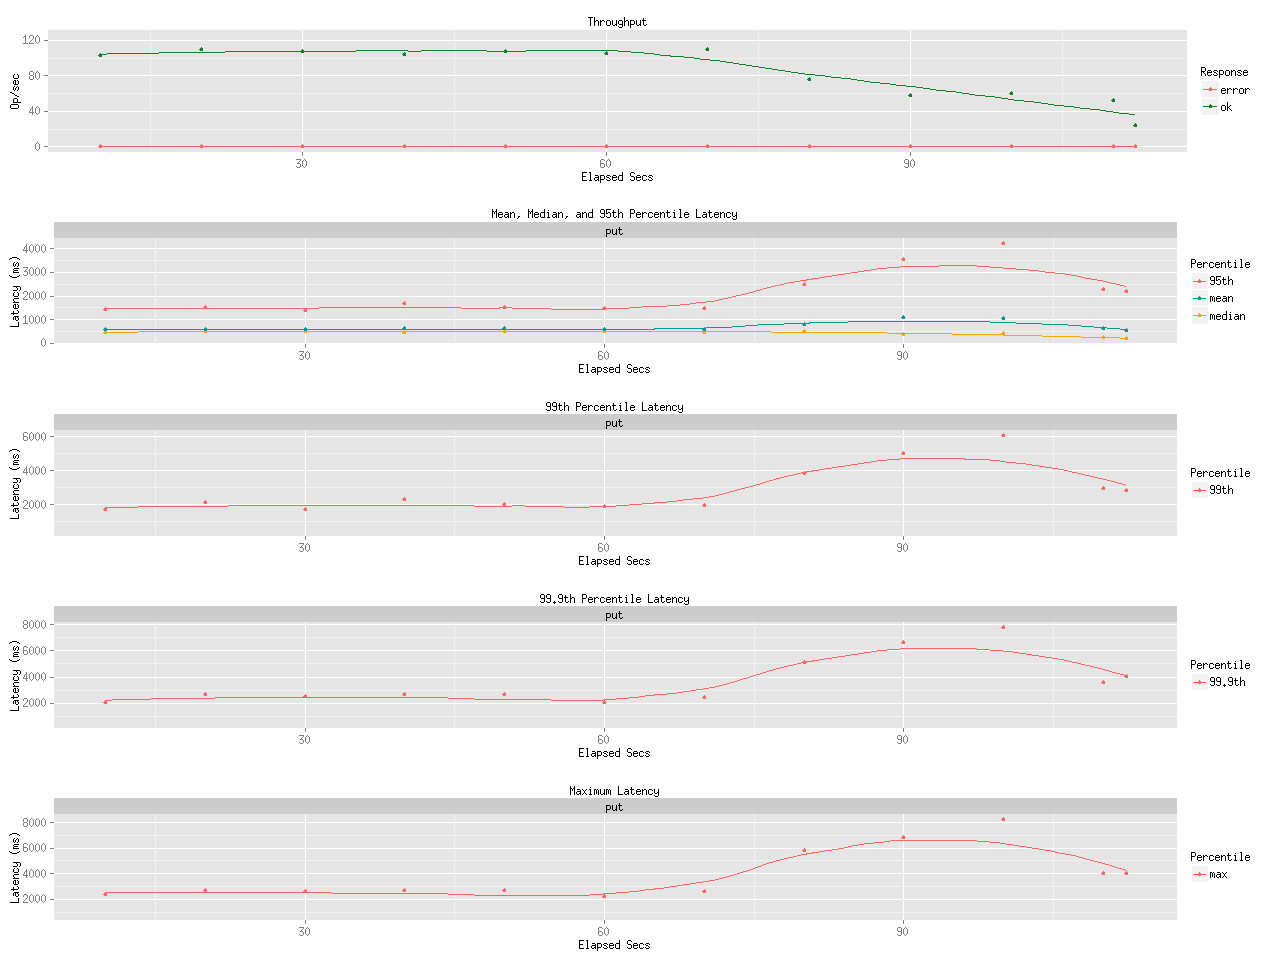 Throughput
120
80
40
0
Op/sec
30
60
90
Elapsed Secs
Response
error
ok
Mean, Median, and 95th Percentile Latency
put
4000
3000
2000
1000
0
Latency (ms)
30
60
90
Elapsed Secs
Percentile
95th
mean
median
99th Percentile Latency
put
6000
4000
2000
Latency (ms)
30
60
90
Elapsed Secs
Percentile
99th
99.9th Percentile Latency
put
8000
6000
4000
2000
Latency (ms)
30
60
90
Elapsed Secs
Percentile
99.9th
Maximum Latency
put
8000
6000
4000
2000
Latency (ms)
30
60
90
Elapsed Secs
Percentile
max